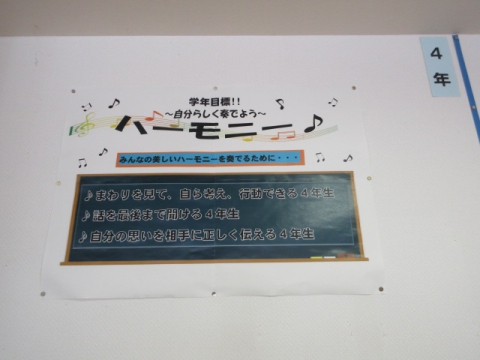 4年
学年目標!!
～自分らしく奏でよう～
ハーモニー♪
みんなの美しいハーモニーを奏でるために・・・
♪まわりを見て、自ら考え、行動できる4年生
♪話を最後まで聞ける4年生
♪自分の思いを相手に正しく伝える4年生